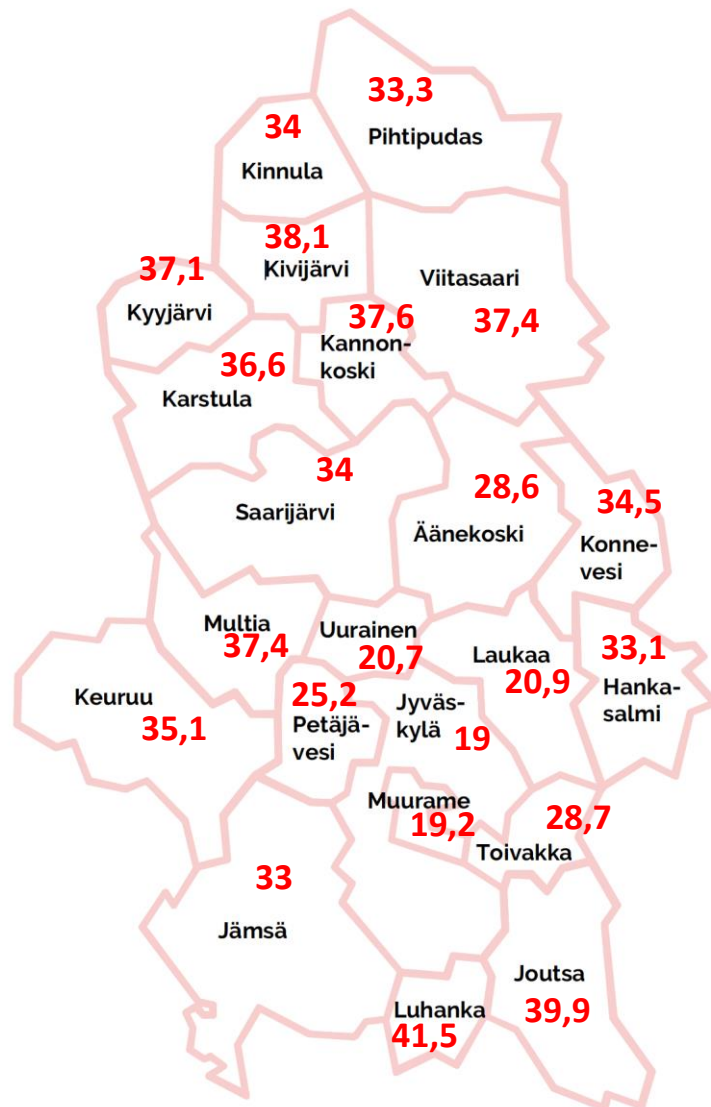 33,3
Pihtipudas
34
Kinnula
38,1
Kivijärvi
37,1
Kyyjärvi
Viitasaari
37,4
37,6
Kannon-
koski
36,6
Karstula
34
Saarijärvi
28,6
Äänekoski
34,5
Konne-
vesi
Multia
37,4
Uurainen
20,7
Laukaa
20,9
33,1
Hanka-
salmi
Keuruu
35,1
25,2
Petäjä-
vesi
Jyväs-
kylä 19
Muurame
19,2
28,7
Toivakka
33
Jämsä
Joutsa
39,9
Luhanka
41,5